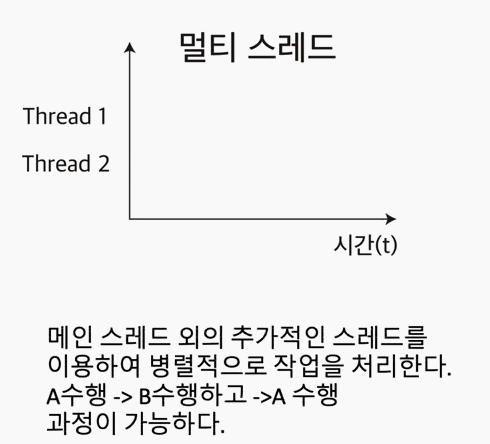 멀티 스레드
Thread 1
Thread 2
시간(t)
메인 스레드 외의 추가적인 스레드를
이용하여 병렬적으로 작업을 처리한다.
A수행 -> B수행하고 ->A 수행
과정이 가능하다.